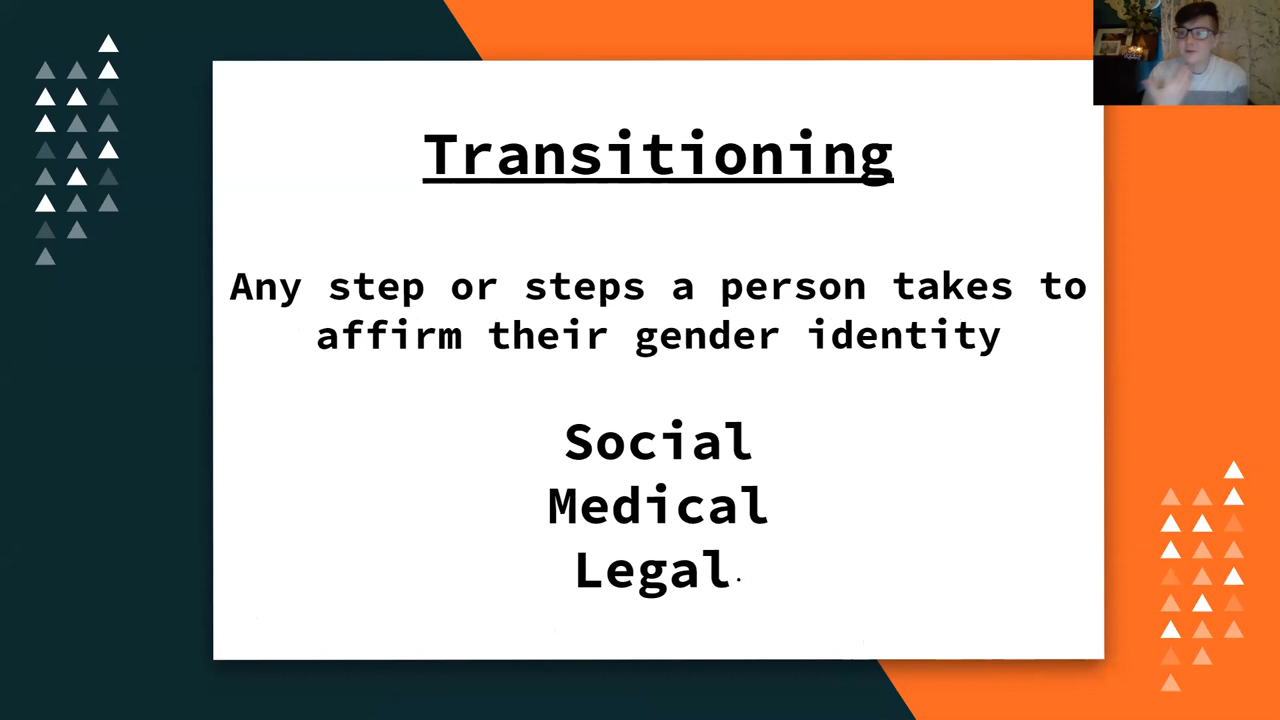 Transitioning
Any step or steps a person takes to
affirm their gender identity
Social
Medical
Legal